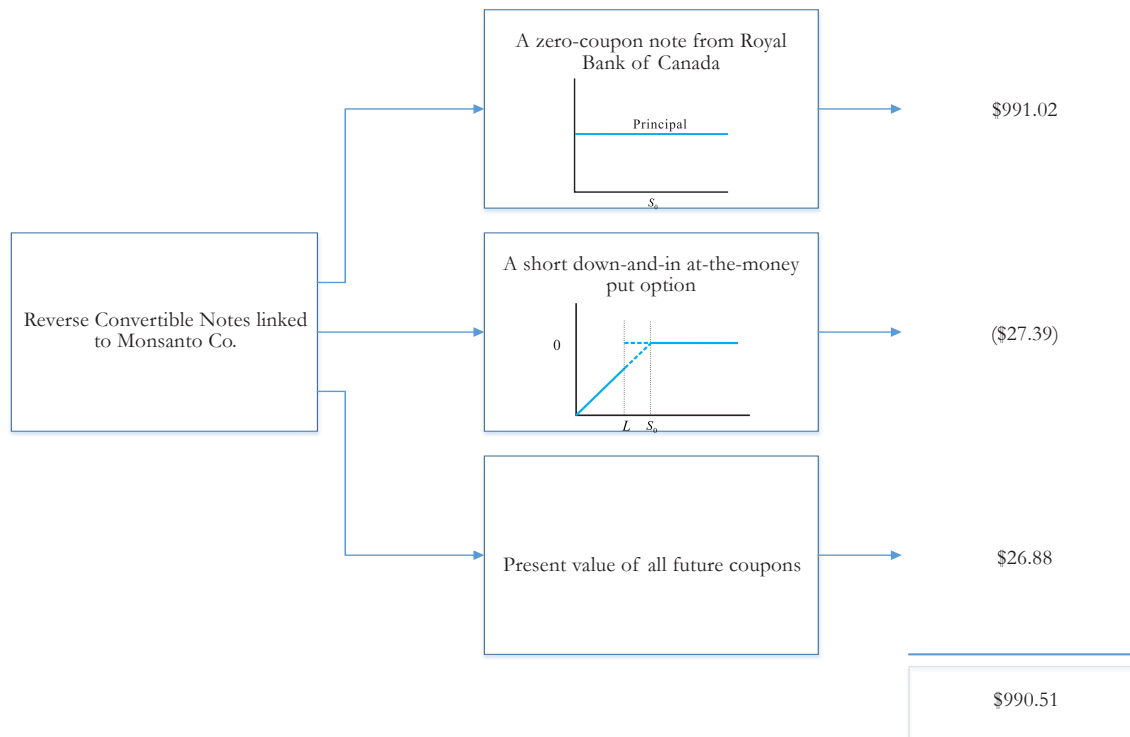 A zero-coupon note from Royal
Bank of Canada
Principal
S₀
$991.02
Reverse Convertible Notes linked
to Monsanto Co.
A short down-and-in at-the-money
put option
0
L S₀
($27.39)
Present value of all future coupons
$26.88
$990.51